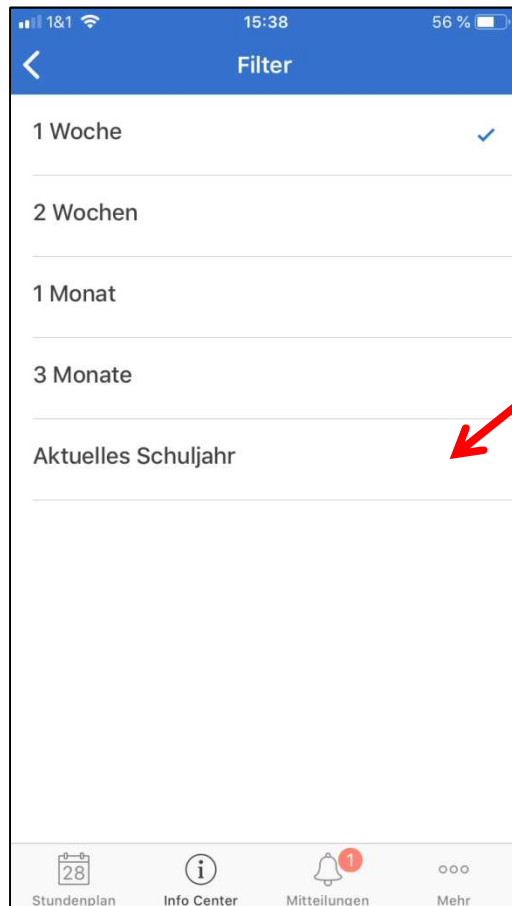 1&1 15:38 56 %
Filter
1 Woche
2 Wochen
1 Monat
3 Monate
Aktuelles Schuljahr
28 1
Stundenplan Info Center Mitteilungen Mehr